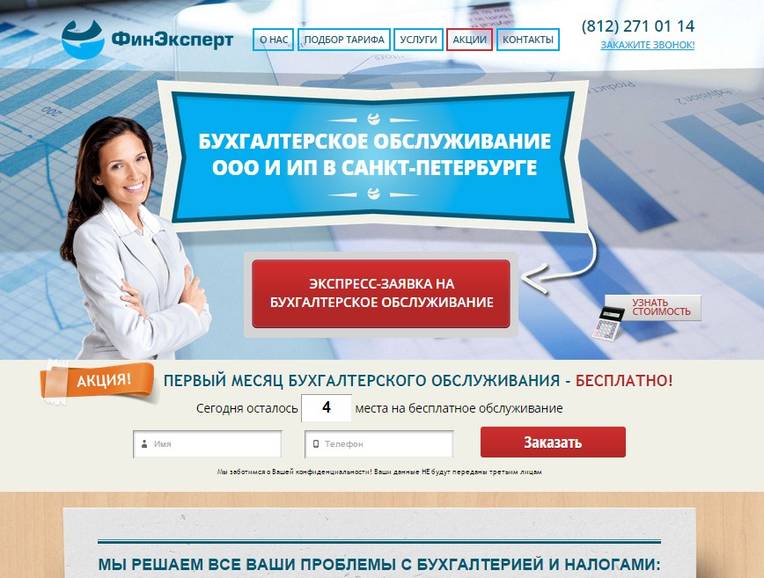 ФинЭксперт
О НАС
ПОДБОР ТАРИФА
УСЛУГИ
АКЦИИ
КОНТАКТЫ
(812) 271 01 14
ЗАКАЖИТЕ ЗВОНОК!
БУХГАЛТЕРСКОЕ ОБСЛУЖИВАНИЕ
ООО И ИП В САНКТ-ПЕТЕРБУРГЕ
ЭКСПРЕСС-ЗАЯВКА НА
БУХГАЛТЕРСКОЕ ОБСЛУЖИВАНИЕ
УЗНАТЬ
СТОИМОСТЬ
АКЦИЯ!
ПЕРВЫЙ МЕСЯЦ БУХГАЛТЕРСКОГО ОБСЛУЖИВАНИЯ - БЕСПЛАТНО!
Сегодня осталось 4 места на бесплатное обслуживание
Имя
Телефон
Заказать
Мы заботимся о Вашей конфиденциальности! Ваши данные НЕ будут переданы третьим лицам
МЫ РЕШАЕМ ВСЕ ВАШИ ПРОБЛЕМЫ С БУХГАЛТЕРИЕЙ И НАЛОГАМИ: